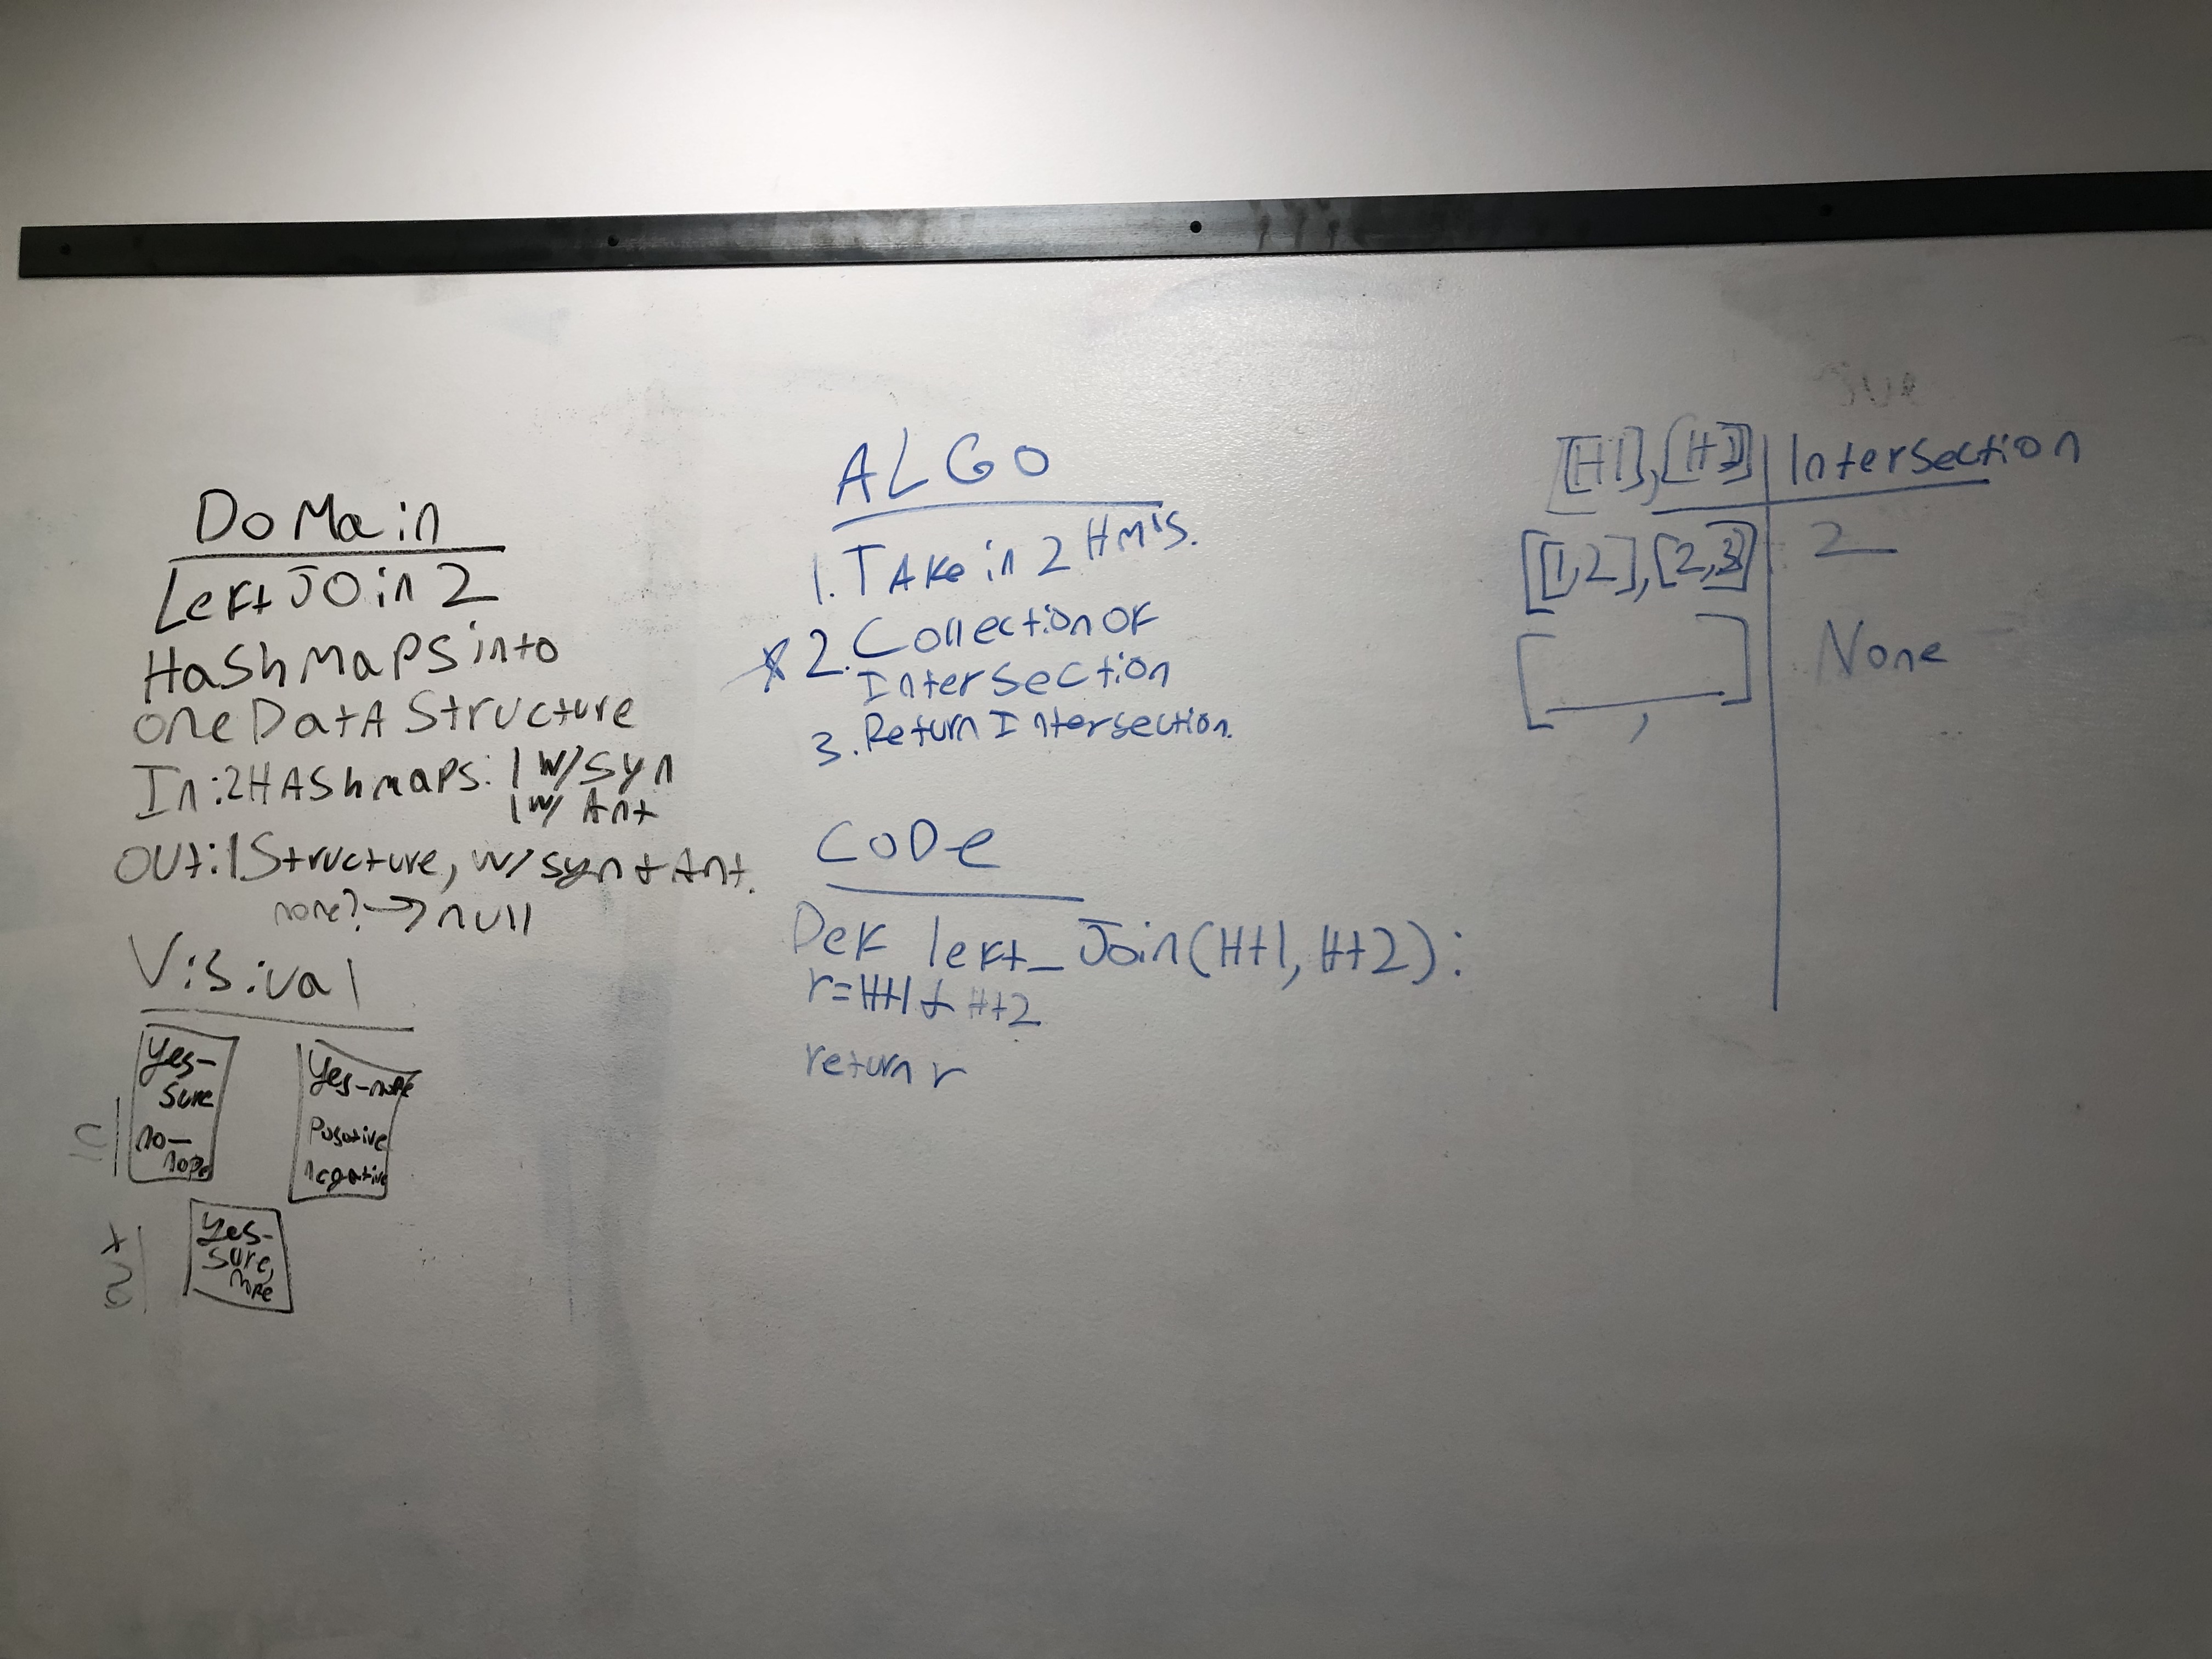 DoMain
Left JOin 2
HashMaps into
one DatA Structure
In: 2 HAShmaps: 1 w/ syn
1 w/ Ant
OUt: 1 Structure, w/ syn + Ant.
none? → null
Visival
yes-
sure
no-
nope
yes-nope
Posotive
negative
In
yes-
sure,
nope
ALGO
1. TAke in 2 HM's.
2. Collection of
Intersection
3. Return Intersection.
CODe
Def left_Join(Ht1, Ht2):
r=Ht1 & Ht2
return r
[[H1],[H2]] Intersection
[[1,2],[2,3]] 2
[ , ] None